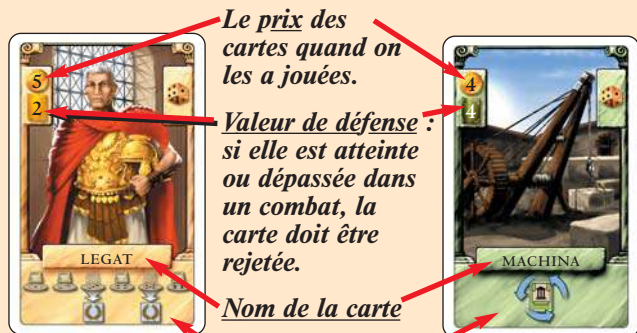 Le prix des
cartes quand on
les a jouées.
5
2
4
4
Valeur de défense :
si elle est atteinte
ou dépassée dans
un combat, la
carte doit être
rejetée.
LEGAT
MACHINA
Nom de la carte